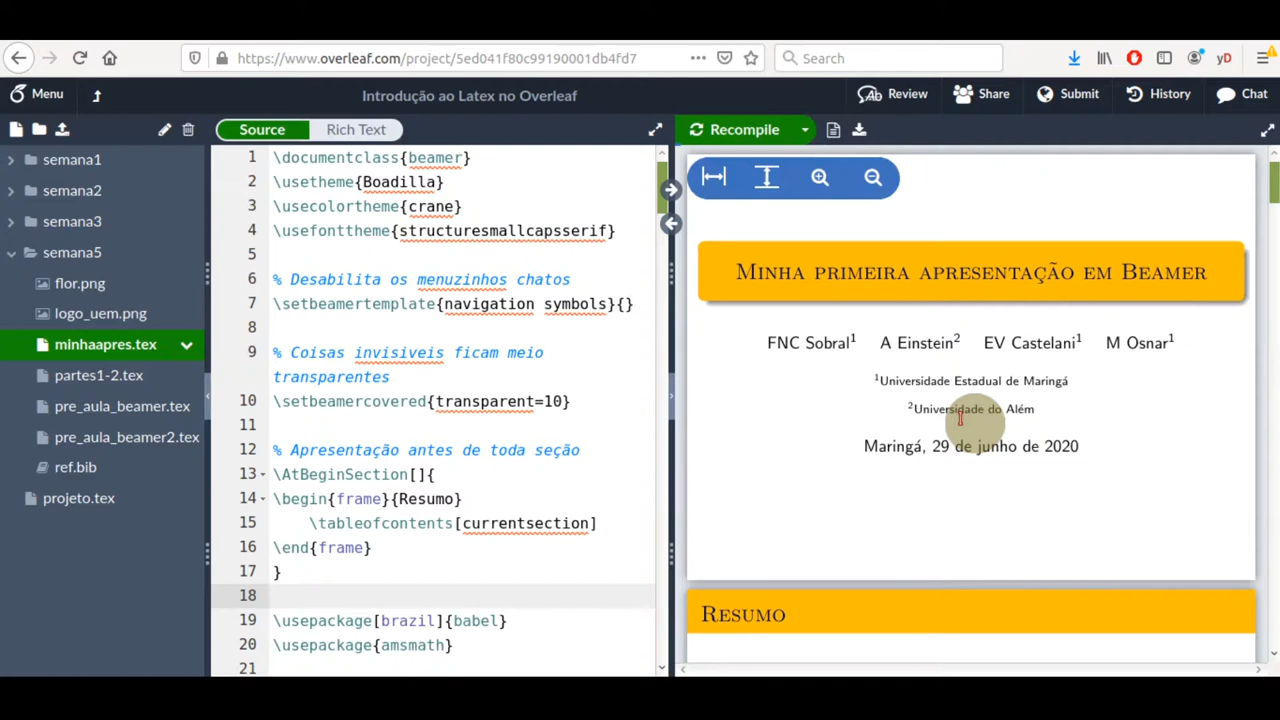 https://www.overleaf.com/project/5ed041f80c99190001db4fd7
Search
yD
Menu
Introdução ao Latex no Overleaf
Review
Share
Submit
History
Chat
Source
Rich Text
Recompile
semana1
semana2
semana3
semana5
flor.png
logo_uem.png
minhaapres.tex
partes1-2.tex
pre_aula_beamer.tex
pre_aula_beamer2.tex
ref.bib
projeto.tex
1 \documentclass{beamer}
2 \usetheme{Boadilla}
3 \usecolortheme{crane}
4 \usefonttheme{structuresmallcapsserif}
5
6 % Desabilita os menuzinhos chatos
7 \setbeamertemplate{navigation symbols}{}
8
9 % Coisas invisiveis ficam meio
transparentes
10 \setbeamercovered{transparent=10}
11
12 % Apresentação antes de toda seção
13 \AtBeginSection[]{
14 \begin{frame}{Resumo}
15 \tableofcontents[currentsection]
16 \end{frame}
17 }
18
19 \usepackage[brazil]{babel}
20 \usepackage{amsmath}
21
Minha primeira apresentação em Beamer
FNC Sobral¹ A Einstein² EV Castelani¹ M Osnar¹
¹Universidade Estadual de Maringá
²Universidade do Além
Maringá, 29 de junho de 2020
Resumo